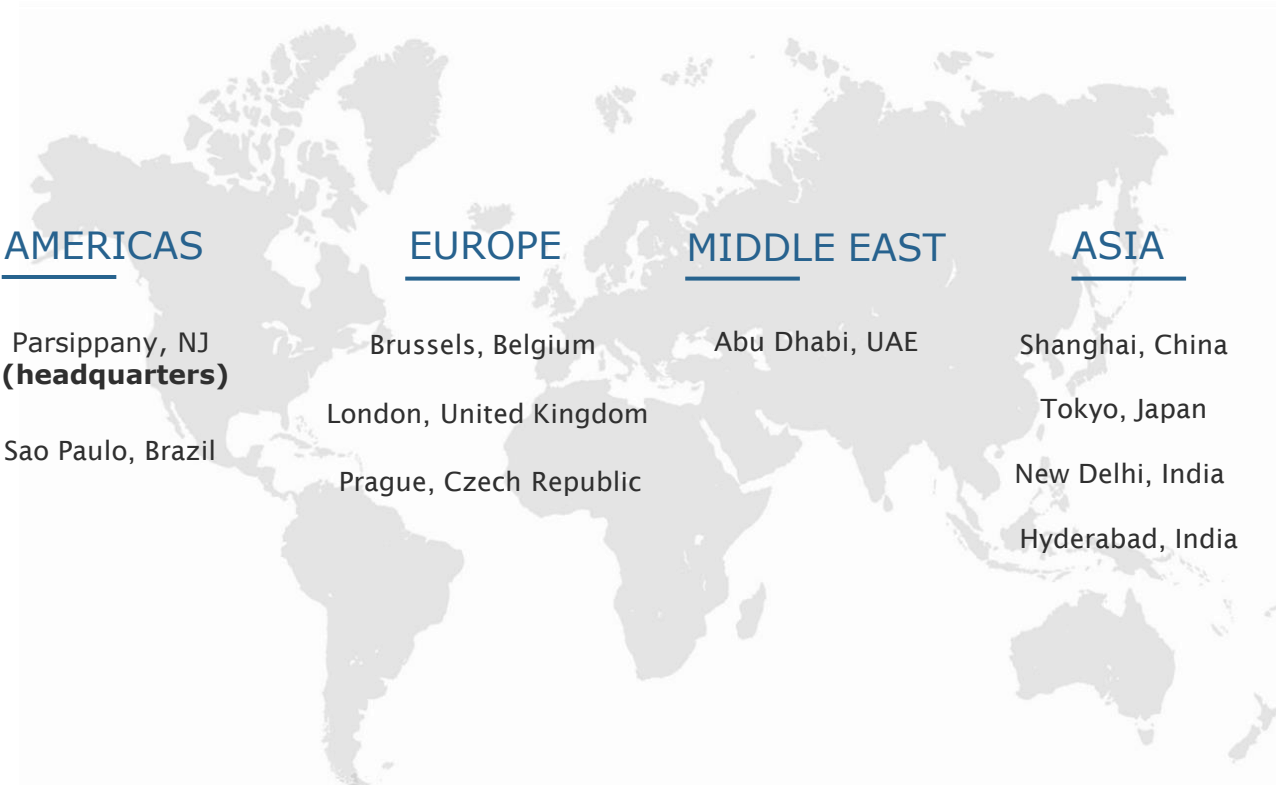 AMERICAS
Parsippany, NJ
(headquarters)
Sao Paulo, Brazil
EUROPE
Brussels, Belgium
London, United Kingdom
Prague, Czech Republic
MIDDLE EAST
Abu Dhabi, UAE
ASIA
Shanghai, China
Tokyo, Japan
New Delhi, India
Hyderabad, India